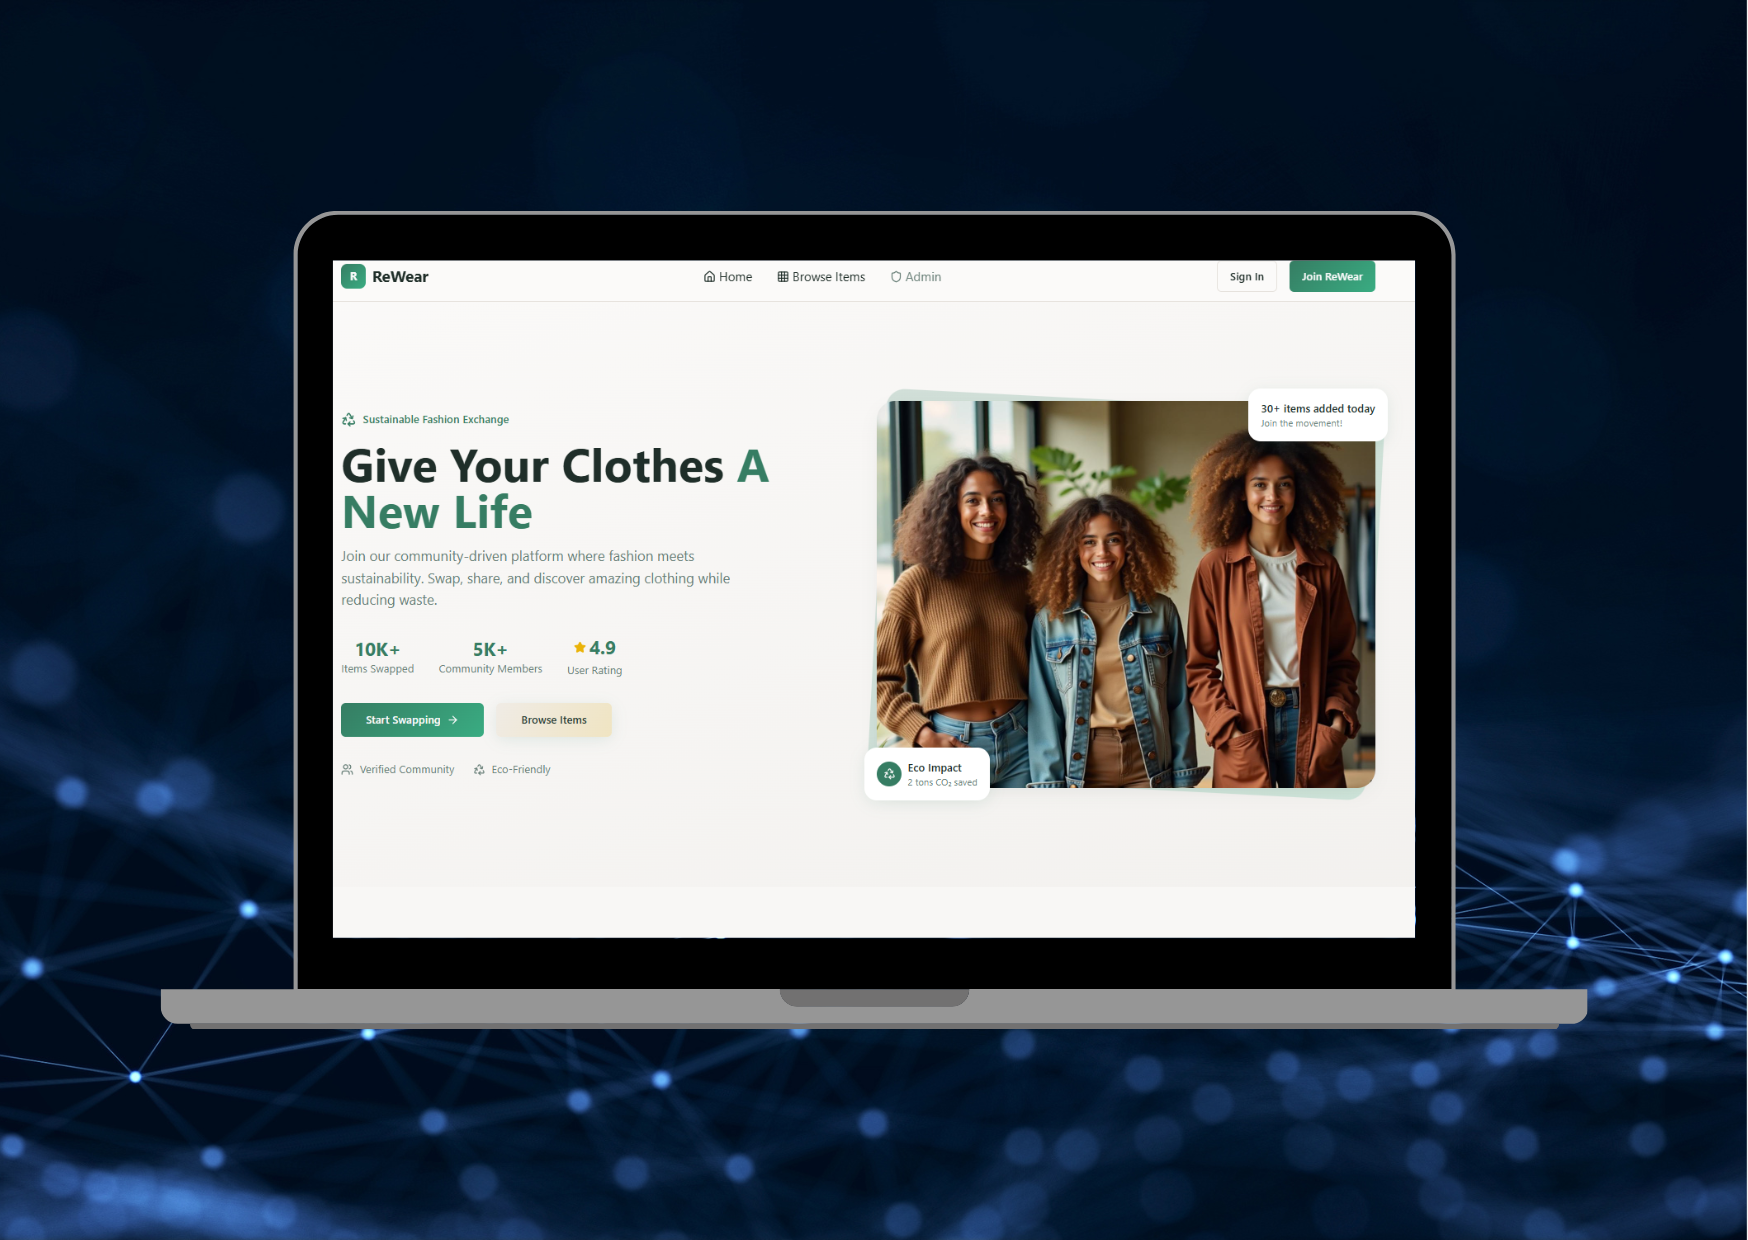 R ReWear
Home
Browse Items
Admin
Sign In
Join ReWear
Sustainable Fashion Exchange
Give Your Clothes A
New Life
Join our community-driven platform where fashion meets
sustainability. Swap, share, and discover amazing clothing while
reducing waste.
10K+
Items Swapped
5K+
Community Members
4.9
User Rating
Start Swapping →
Browse Items
Verified Community
Eco-Friendly
30+ items added today
Join the movement!
Eco Impact
2 tons CO₂ saved